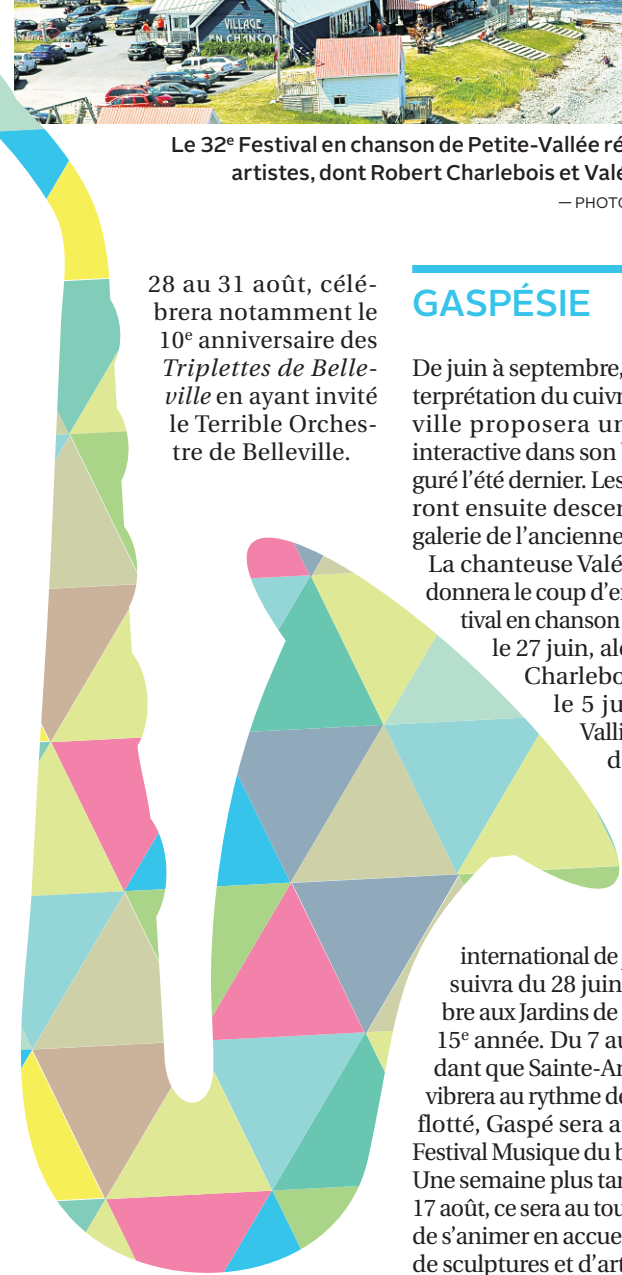 VILLAGE
EN CHANSON
Le 32e Festival en chanson de Petite-Vallée ré
artistes, dont Robert Charlebois et Valé
— PHOTO
28 au 31 août, célé-
brera notamment le
10e anniversaire des
Triplettes de Belle-
ville en ayant invité
le Terrible Orches-
tre de Belleville.
GASPÉSIE
De juin à septembre,
terprétation du cuivr
ville proposera un
interactive dans son
guré l'été dernier. Les
ront ensuite descen
galerie de l'ancienne
La chanteuse Valé
donnera le coup d'e
tival en chanson
le 27 juin, al
Charlebo
le 5 ju
Valli
d
international de
suivra du 28 juin
bre aux Jardins de
15e année. Du 7 au
dant que Sainte-An
vibrera au rythme de
flotté, Gaspé sera a
Festival Musique du b
Une semaine plus tar
17 août, ce sera au tou
de s'animer en accue
de sculptures et d'art